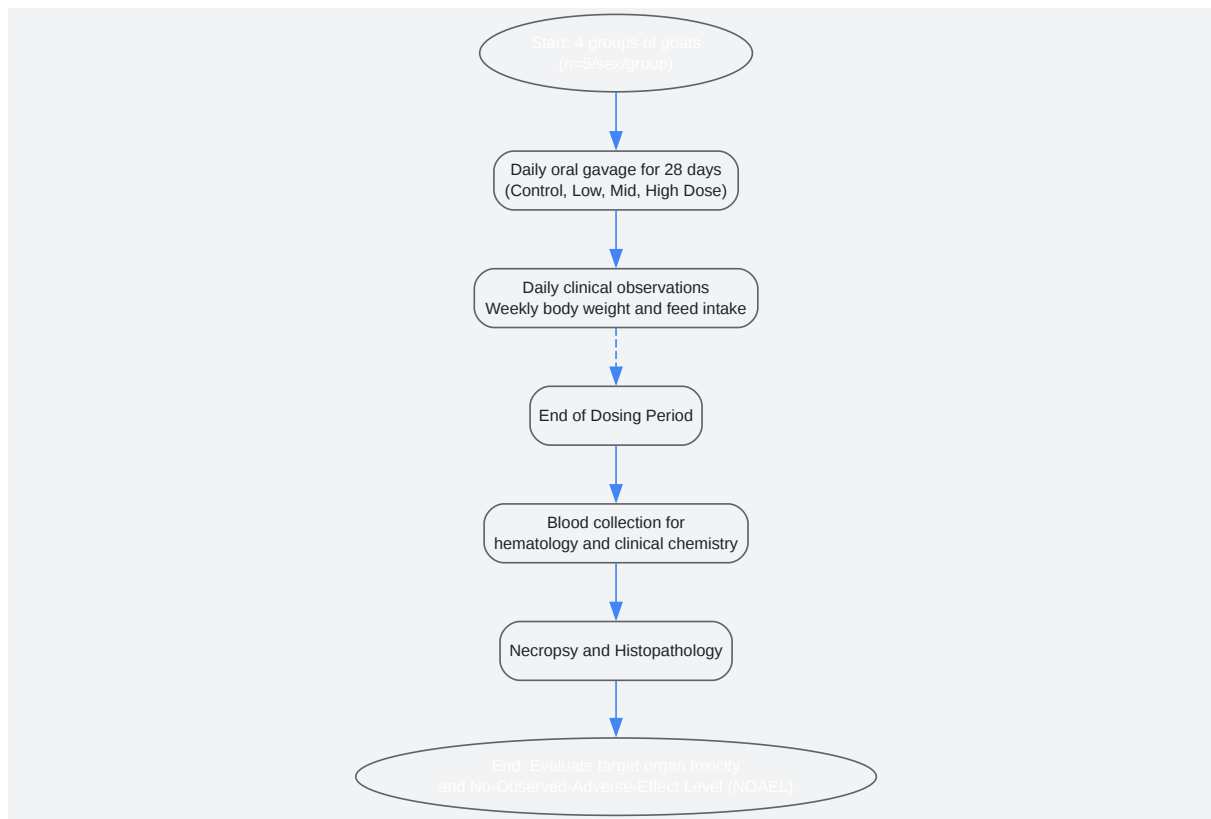 Start: 4 groups of goats
(n=5/sex/group)
Daily oral gavage for 28 days
(Control, Low, Mid, High Dose)
Daily clinical observations
Weekly body weight and feed intake
End of Dosing Period
Blood collection for
hematology and clinical chemistry
Necropsy and Histopathology
End: Evaluate target organ toxicity
and No-Observed-Adverse-Effect Level (NOAEL)